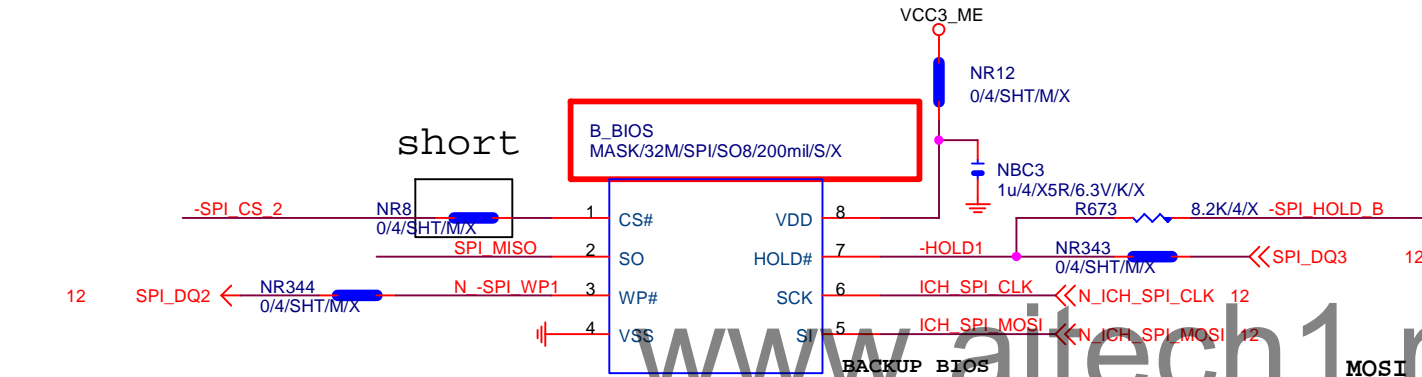 VCC3_ME
NR12
0/4/SHT/M/X
B_BIOS
MASK/32M/SPI/SO8/200mil/S/X
short
NBC3
1u/4/X5R/6.3V/K/X
-SPI_CS_2
NR8
0/4/SHT/M/X
1
CS#
VDD
8
R673
8.2K/4/X
-SPI_HOLD_B
SPI_MISO
2
SO
HOLD#
7
-HOLD1
NR343
0/4/SHT/M/X
SPI_DQ3
12
12
SPI_DQ2
NR344
0/4/SHT/M/X
N_-SPI_WP1
3
WP#
SCK
6
ICH_SPI_CLK
N_ICH_SPI_CLK
12
4
VSS
SI
5
ICH_SPI_MOSI
N_ICH_SPI_MOSI
12
BACKUP BIOS
MOSI
www.aitech1.r